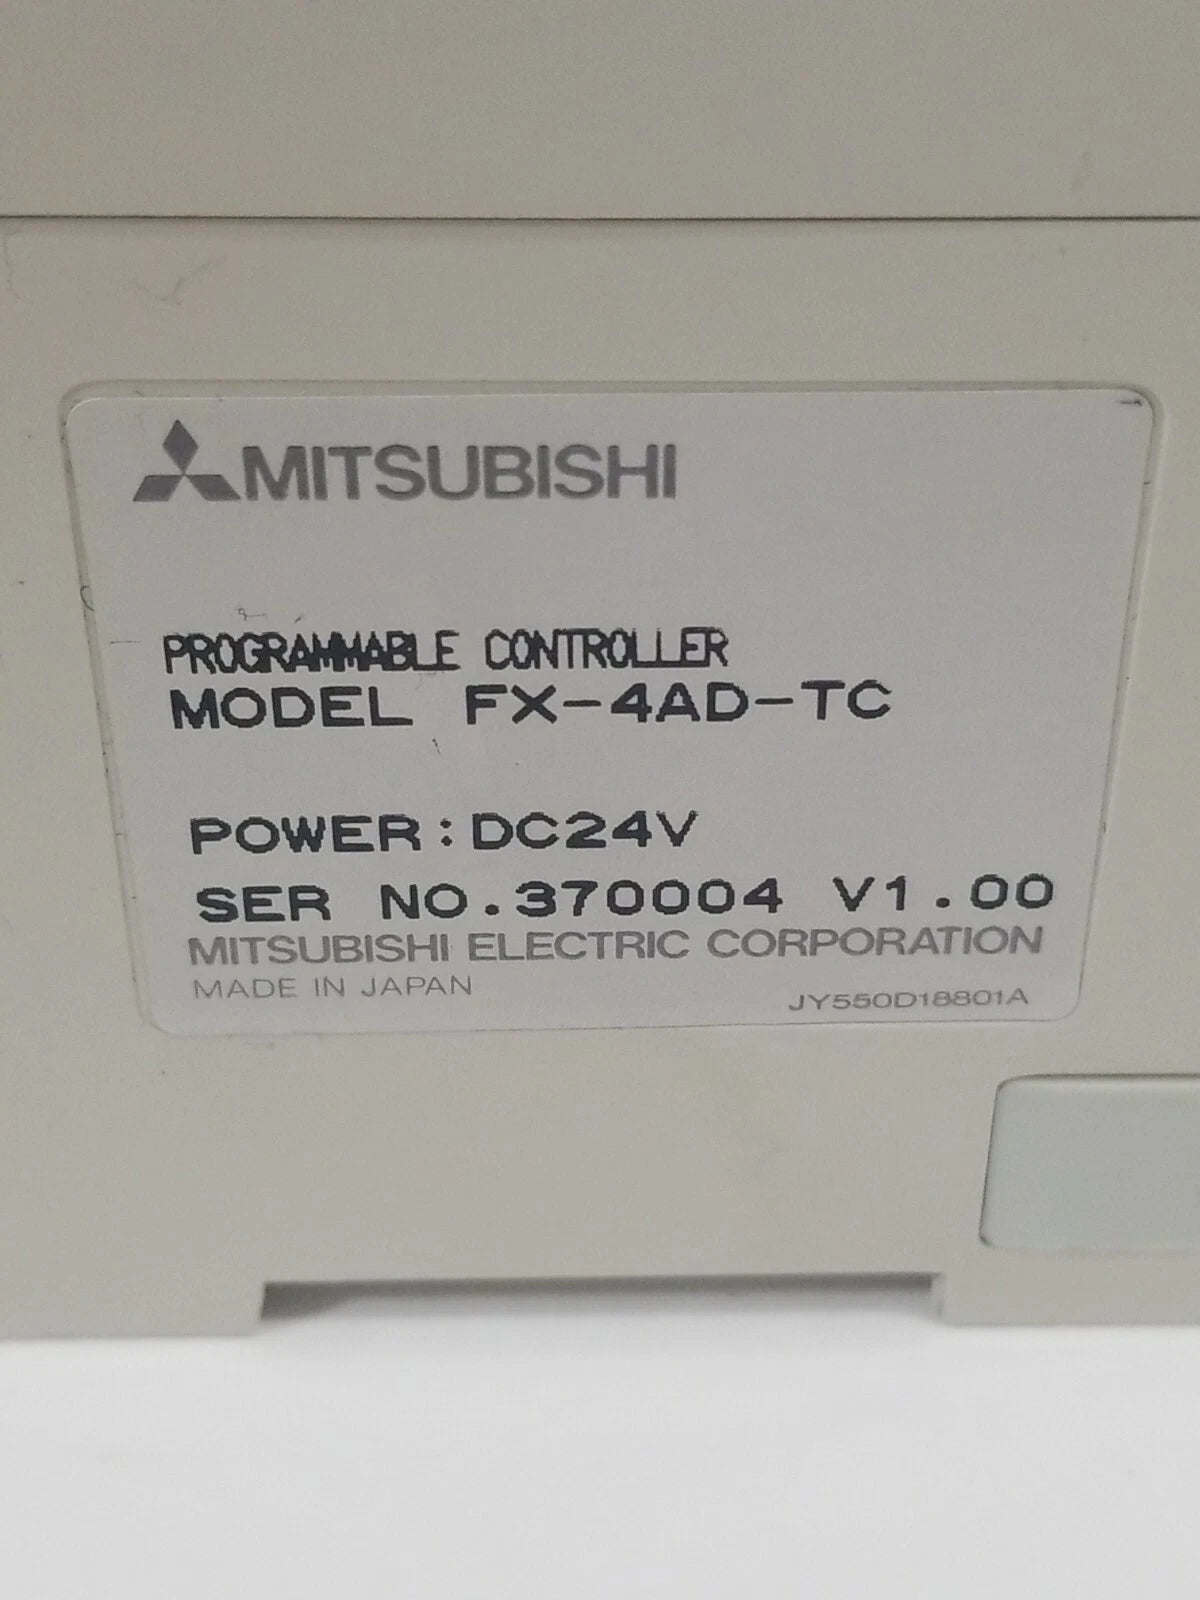 MITSUBISHI
PROGRAMMABLE CONTROLLER
MODEL FX-4AD-TC
POWER:DC24V
SER NO.370004 V1.00
MITSUBISHI ELECTRIC CORPORATION
MADE IN JAPAN
JY550D18801A